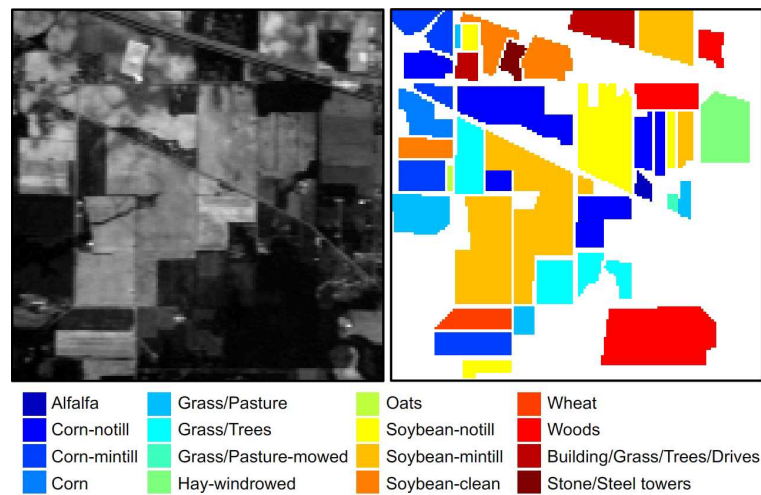 Alfalfa Grass/Pasture Oats Wheat
Corn-notill Grass/Trees Soybean-notill Woods
Corn-mintill Grass/Pasture-mowed Soybean-mintill Building/Grass/Trees/Drives
Corn Hay-windrowed Soybean-clean Stone/Steel towers